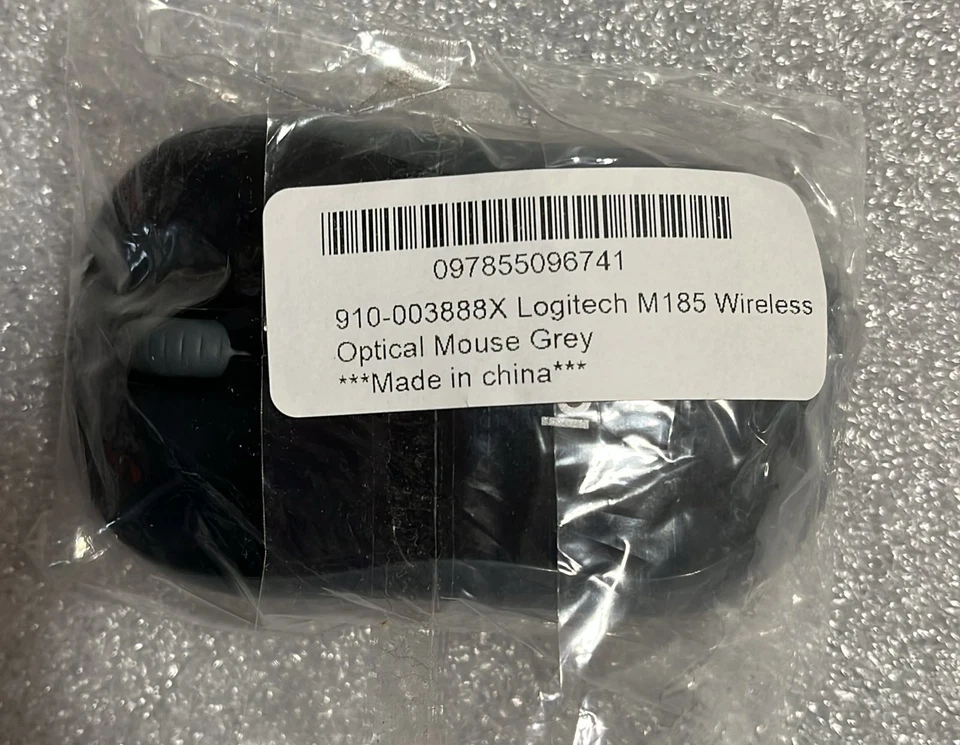 097855096741
910-003888X Logitech M185 Wireless
Optical Mouse Grey
***Made in china***